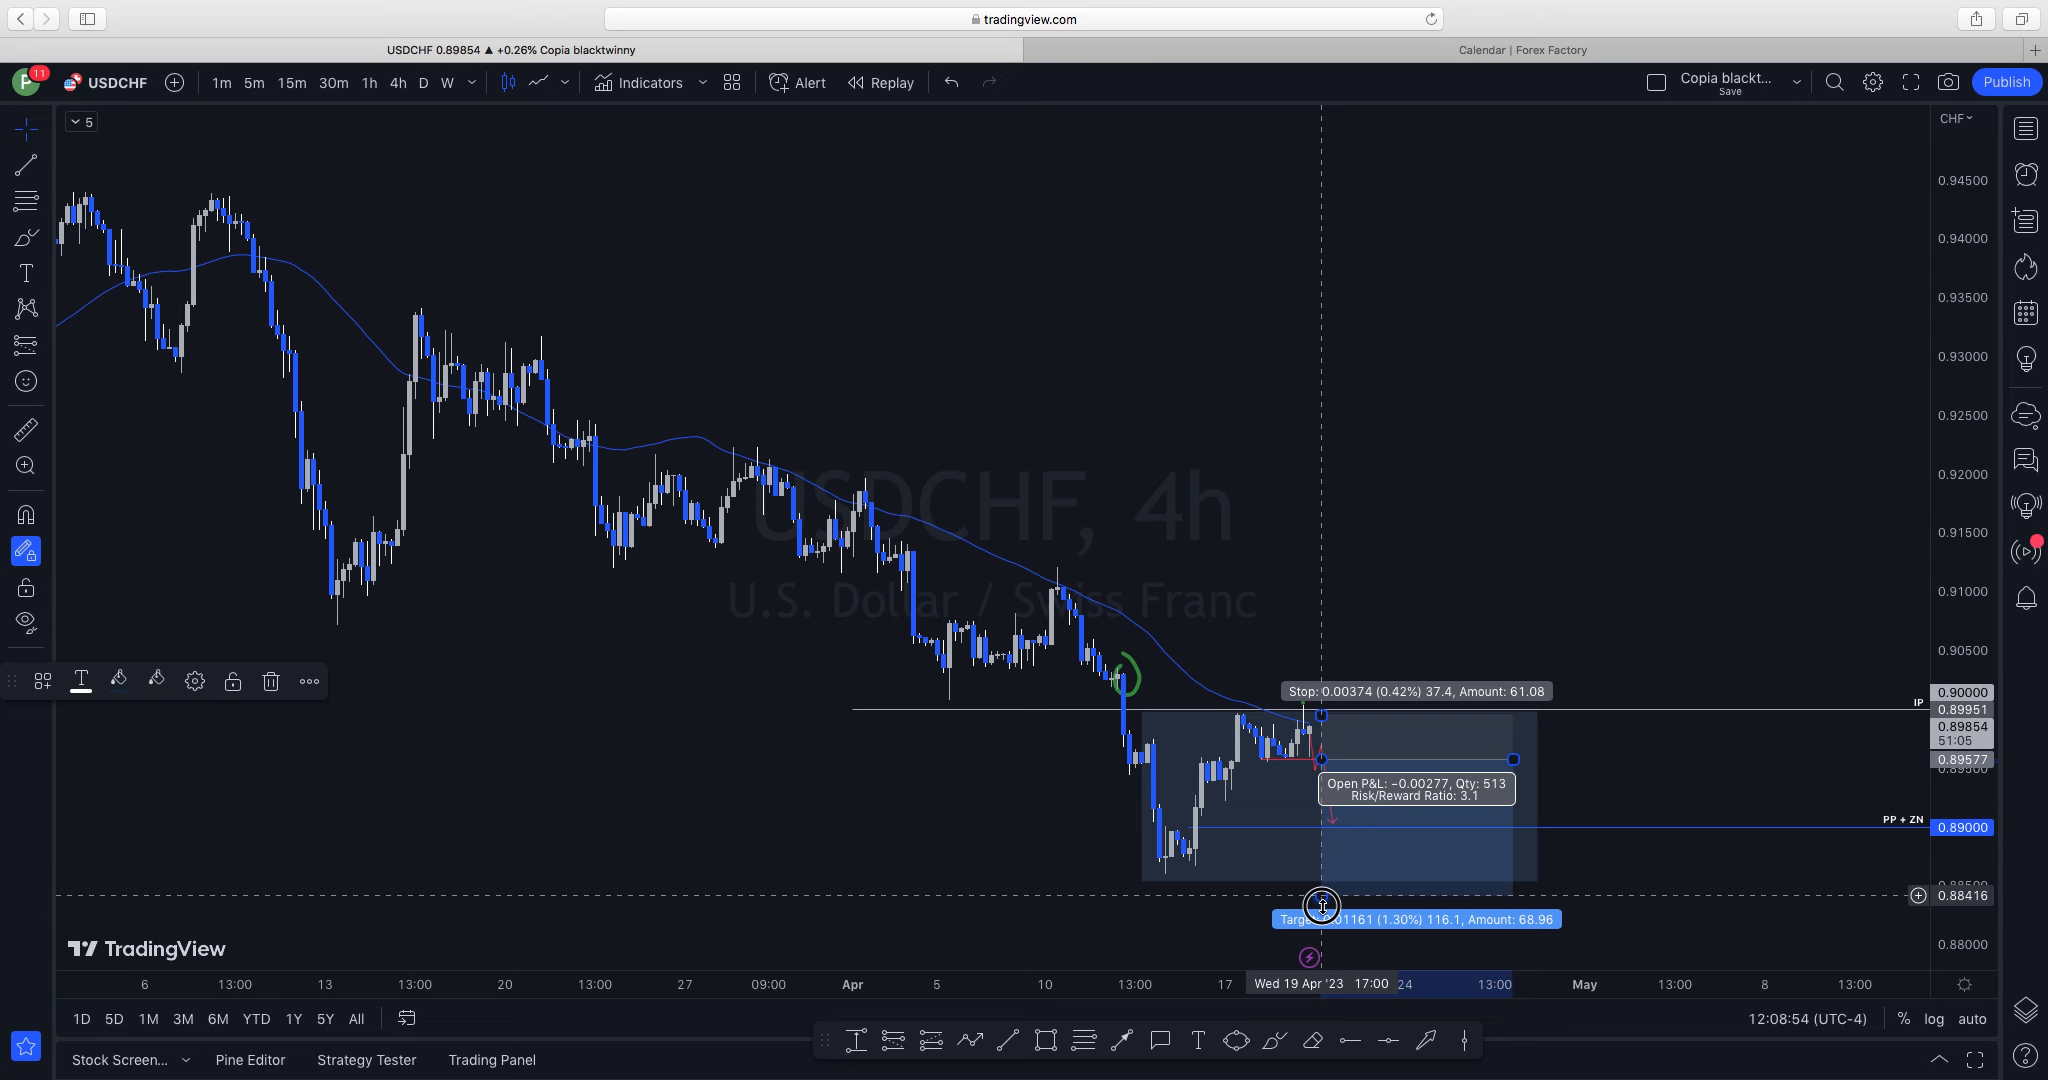 tradingview.com
USDCHF 0.89854 ▲ +0.26% Copia blacktwinny
Calendar | Forex Factory
P 11 USDCHF 1m 5m 15m 30m 1h 4h D W Indicators Alert Replay Copia blackt... Save Publish
5
CHF
0.94500
0.94000
0.93500
0.93000
0.92500
0.92000
0.91500
0.91000
0.90500
USDCHF, 4h
U.S. Dollar / Swiss Franc
Stop: 0.00374 (0.42%) 37.4, Amount: 61.08
0.90000
IP 0.89951
0.89854
51:05
0.89577
Open P&L: −0.00277, Qty: 513
Risk/Reward Ratio: 3.1
PP + ZN 0.89000
0.88416
(1.30%) 116.1, Amount: 68.96
0.88000
TradingView
6 13:00 13 13:00 20 13:00 27 09:00 Apr 5 10 13:00 17 Wed 19 Apr '23 17:00 24 13:00 May 13:00 8 13:00
1D 5D 1M 3M 6M YTD 1Y 5Y All 12:08:54 (UTC-4) % log auto
Stock Screen... Pine Editor Strategy Tester Trading Panel